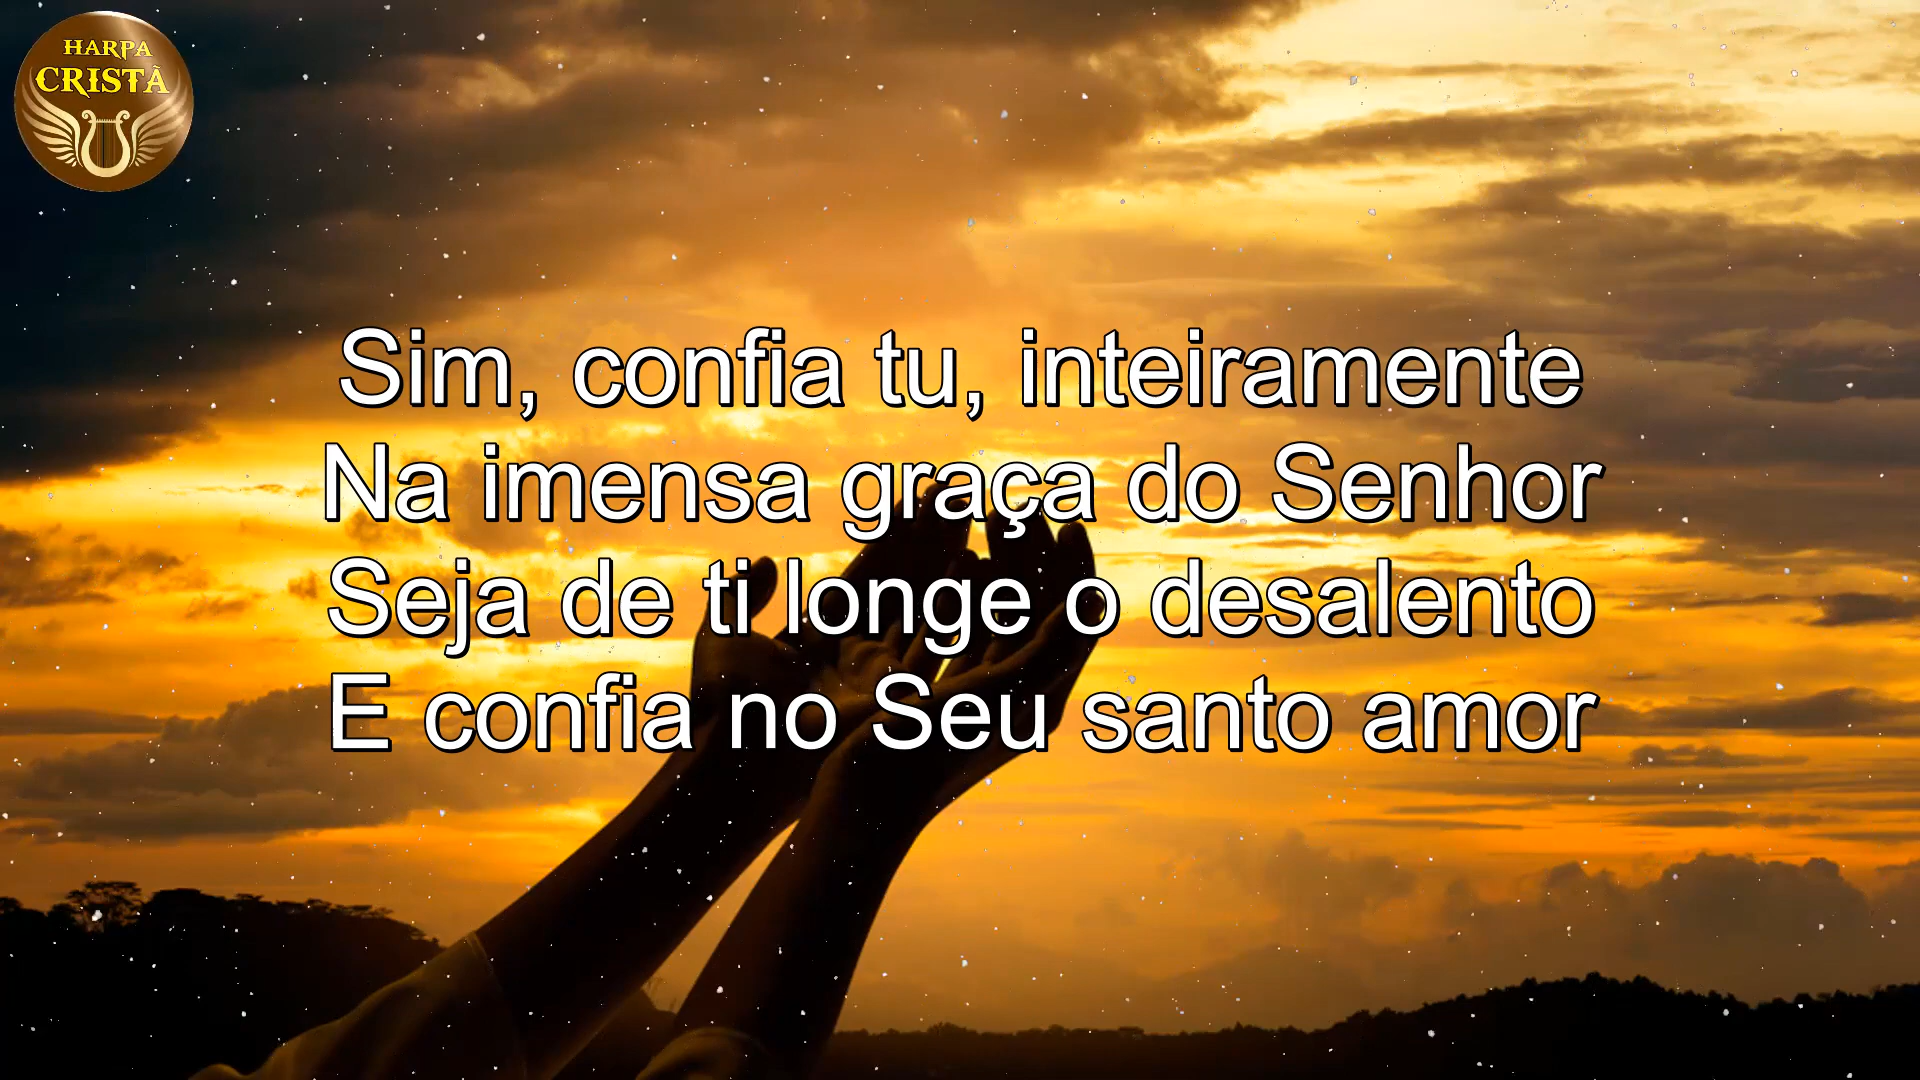 HARPA
CRISTÃ
Sim, confia tu, inteiramente
Na imensa graça do Senhor
Seja de ti longe o desalento
E confia no Seu santo amor